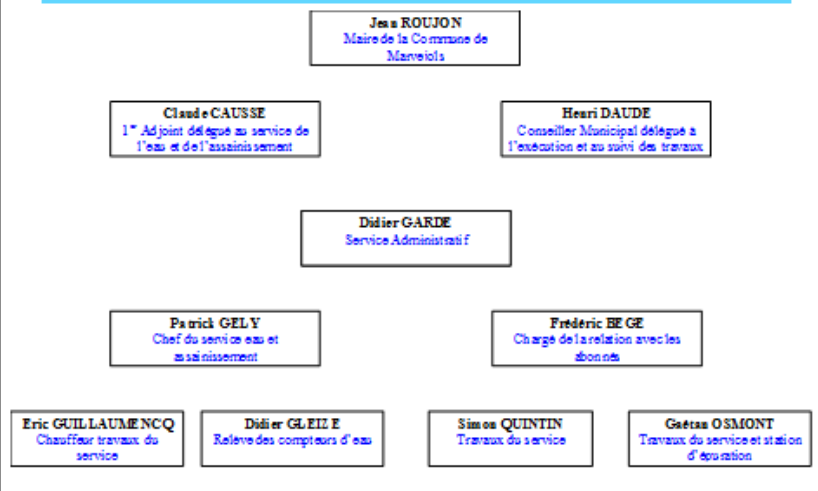 Jean ROUJON
Maire de la Commune de
Marvejols
Claude CAUSSE
1er Adjoint délégué au service de
l'eau et de l'assainissement
Henri DAUDE
Conseiller Municipal délégué à
l'exécution et au suivi des travaux
Didier GARDE
Service Administratif
Patrick GELY
Chef du service eau et
assainissement
Frédéric BEGE
Chargé de la relation avec les
abonnés
Eric GUILLAUMENCQ
Chauffeur travaux du
service
Didier GLEIZE
Relève des compteurs d'eau
Simon QUINTIN
Travaux du service
Gaétan OSMONT
Travaux du service et station
d'épuration